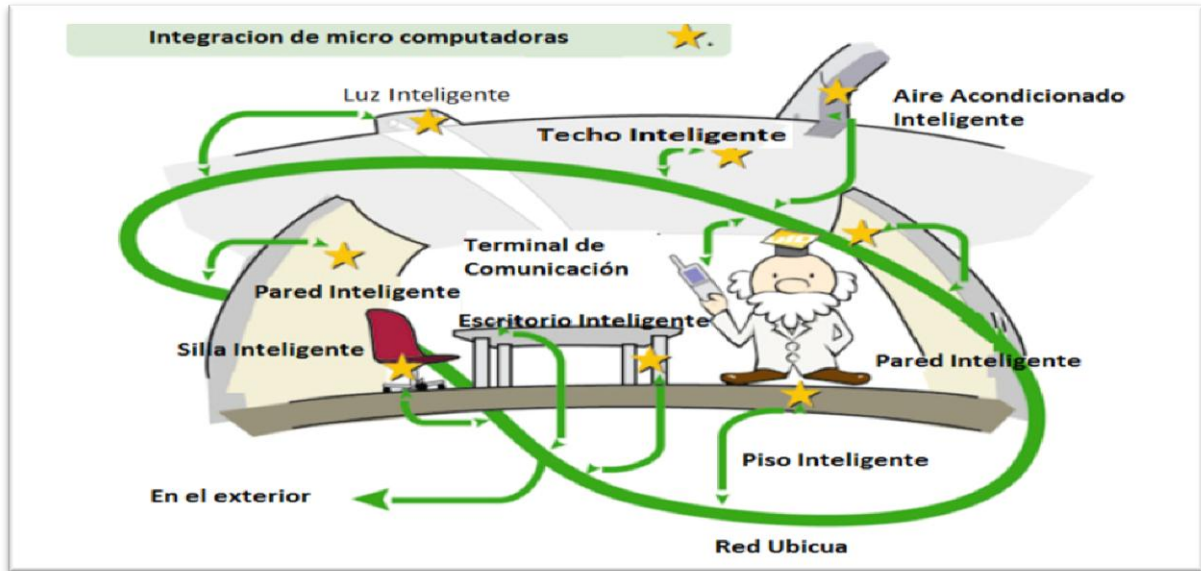 Integracion de micro computadoras
Luz Inteligente
Aire Acondicionado
Inteligente
Techo Inteligente
Terminal de
Comunicación
Pared Inteligente
Escritorio Inteligente
Silla Inteligente
Pared Inteligente
Piso Inteligente
En el exterior
Red Ubicua